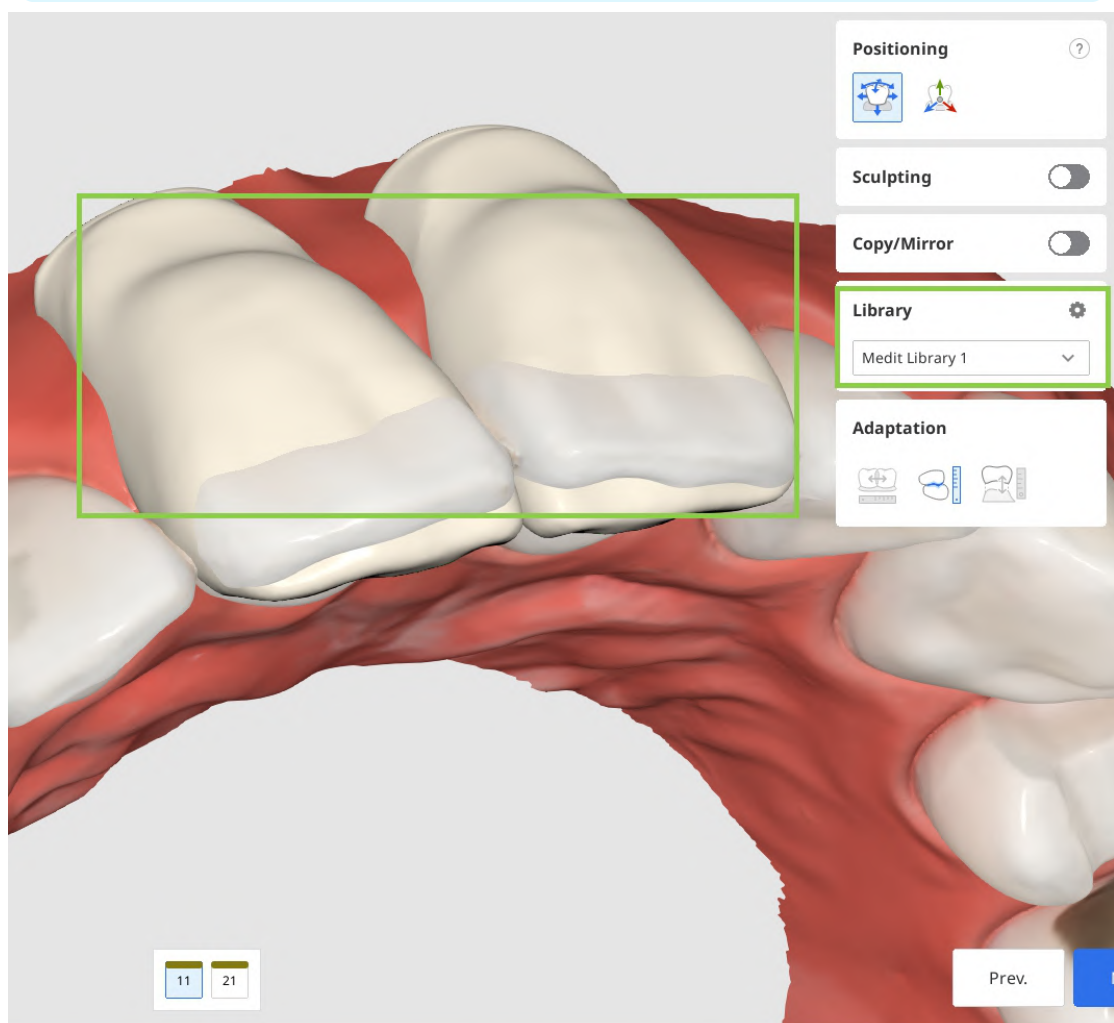 Positioning
?
Sculpting
Copy/Mirror
Library
Medit Library 1
Adaptation
11 21
Prev.